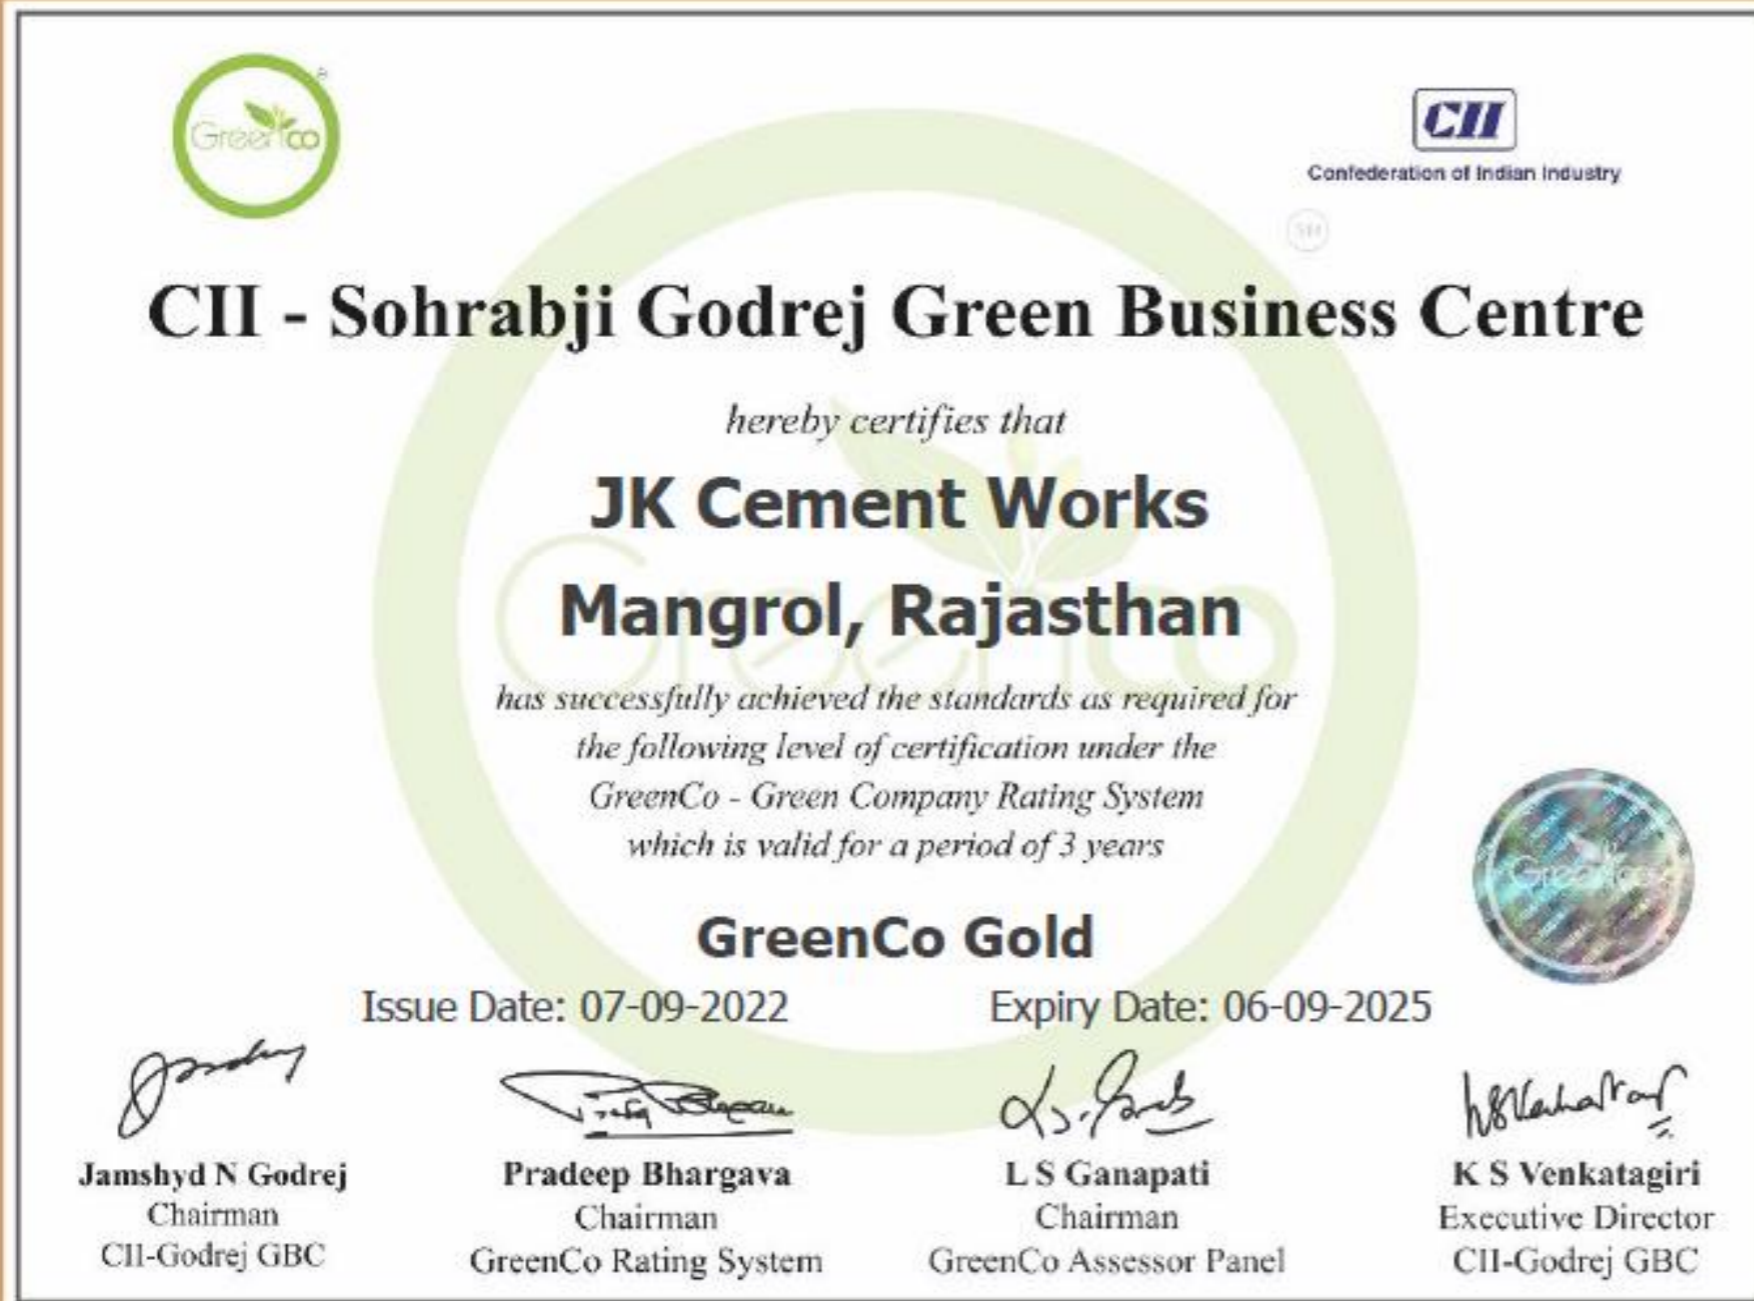 GreenCo
®
CII
Confederation of Indian Industry
SM
CII - Sohrabji Godrej Green Business Centre
hereby certifies that
JK Cement Works
Mangrol, Rajasthan
has successfully achieved the standards as required for
the following level of certification under the
GreenCo - Green Company Rating System
which is valid for a period of 3 years
GreenCo
GreenCo Gold
Issue Date: 07-09-2022 Expiry Date: 06-09-2025
Jamshyd N Godrej
Chairman
CII-Godrej GBC
Pradeep Bhargava
Chairman
GreenCo Rating System
L S Ganapati
Chairman
GreenCo Assessor Panel
K S Venkatagiri
Executive Director
CII-Godrej GBC